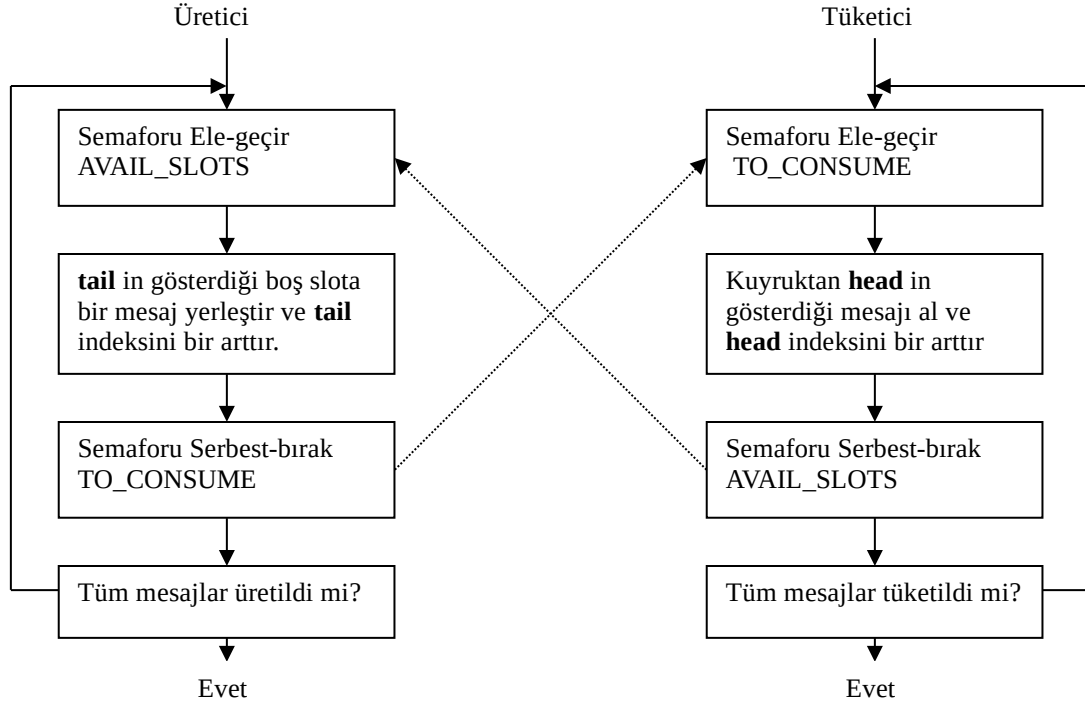 Üretici
Semaforu Ele-geçir
AVAIL_SLOTS
tail in gösterdiği boş slota
bir mesaj yerleştir ve tail
indeksini bir arttır.
Semaforu Serbest-bırak
TO_CONSUME
Tüm mesajlar üretildi mi?
Evet
Tüketici
Semaforu Ele-geçir
TO_CONSUME
Kuyruktan head in
gösterdiği mesajı al ve
head indeksini bir arttır
Semaforu Serbest-bırak
AVAIL_SLOTS
Tüm mesajlar tüketildi mi?
Evet